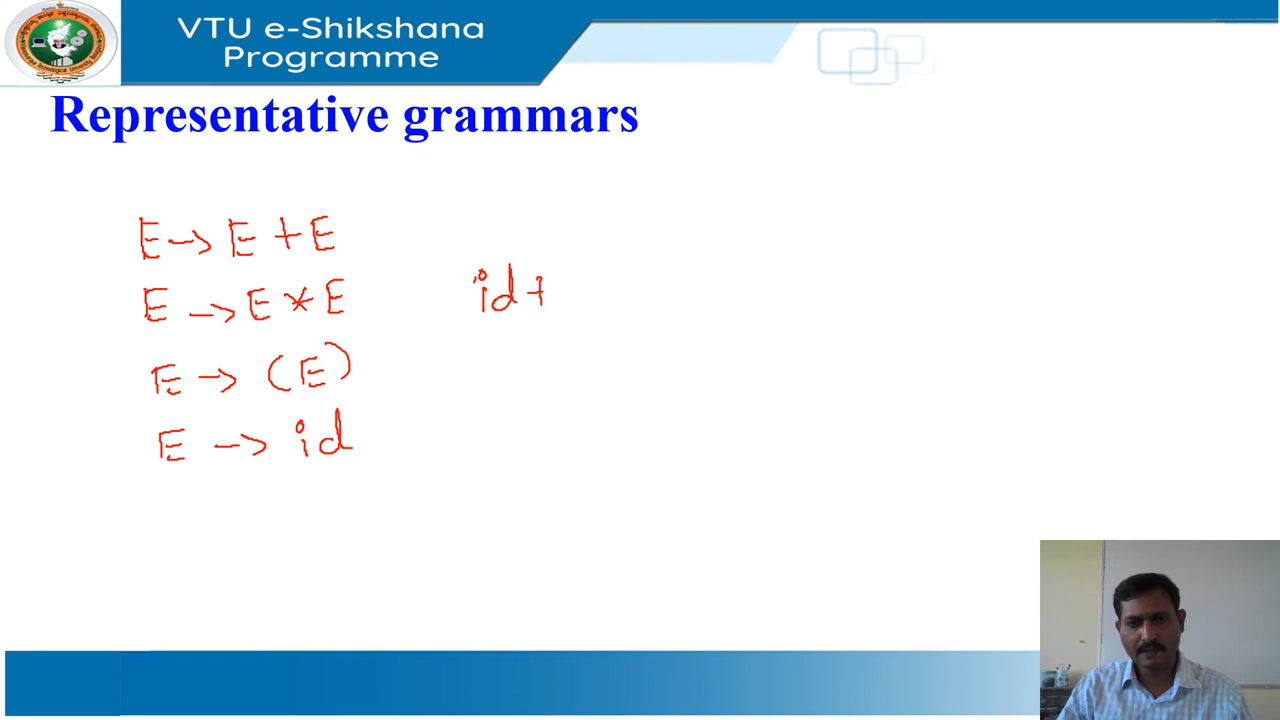 VTU e-Shikshana
Programme
Representative grammars
E → E + E
E → E * E
E → (E)
E → id
id +